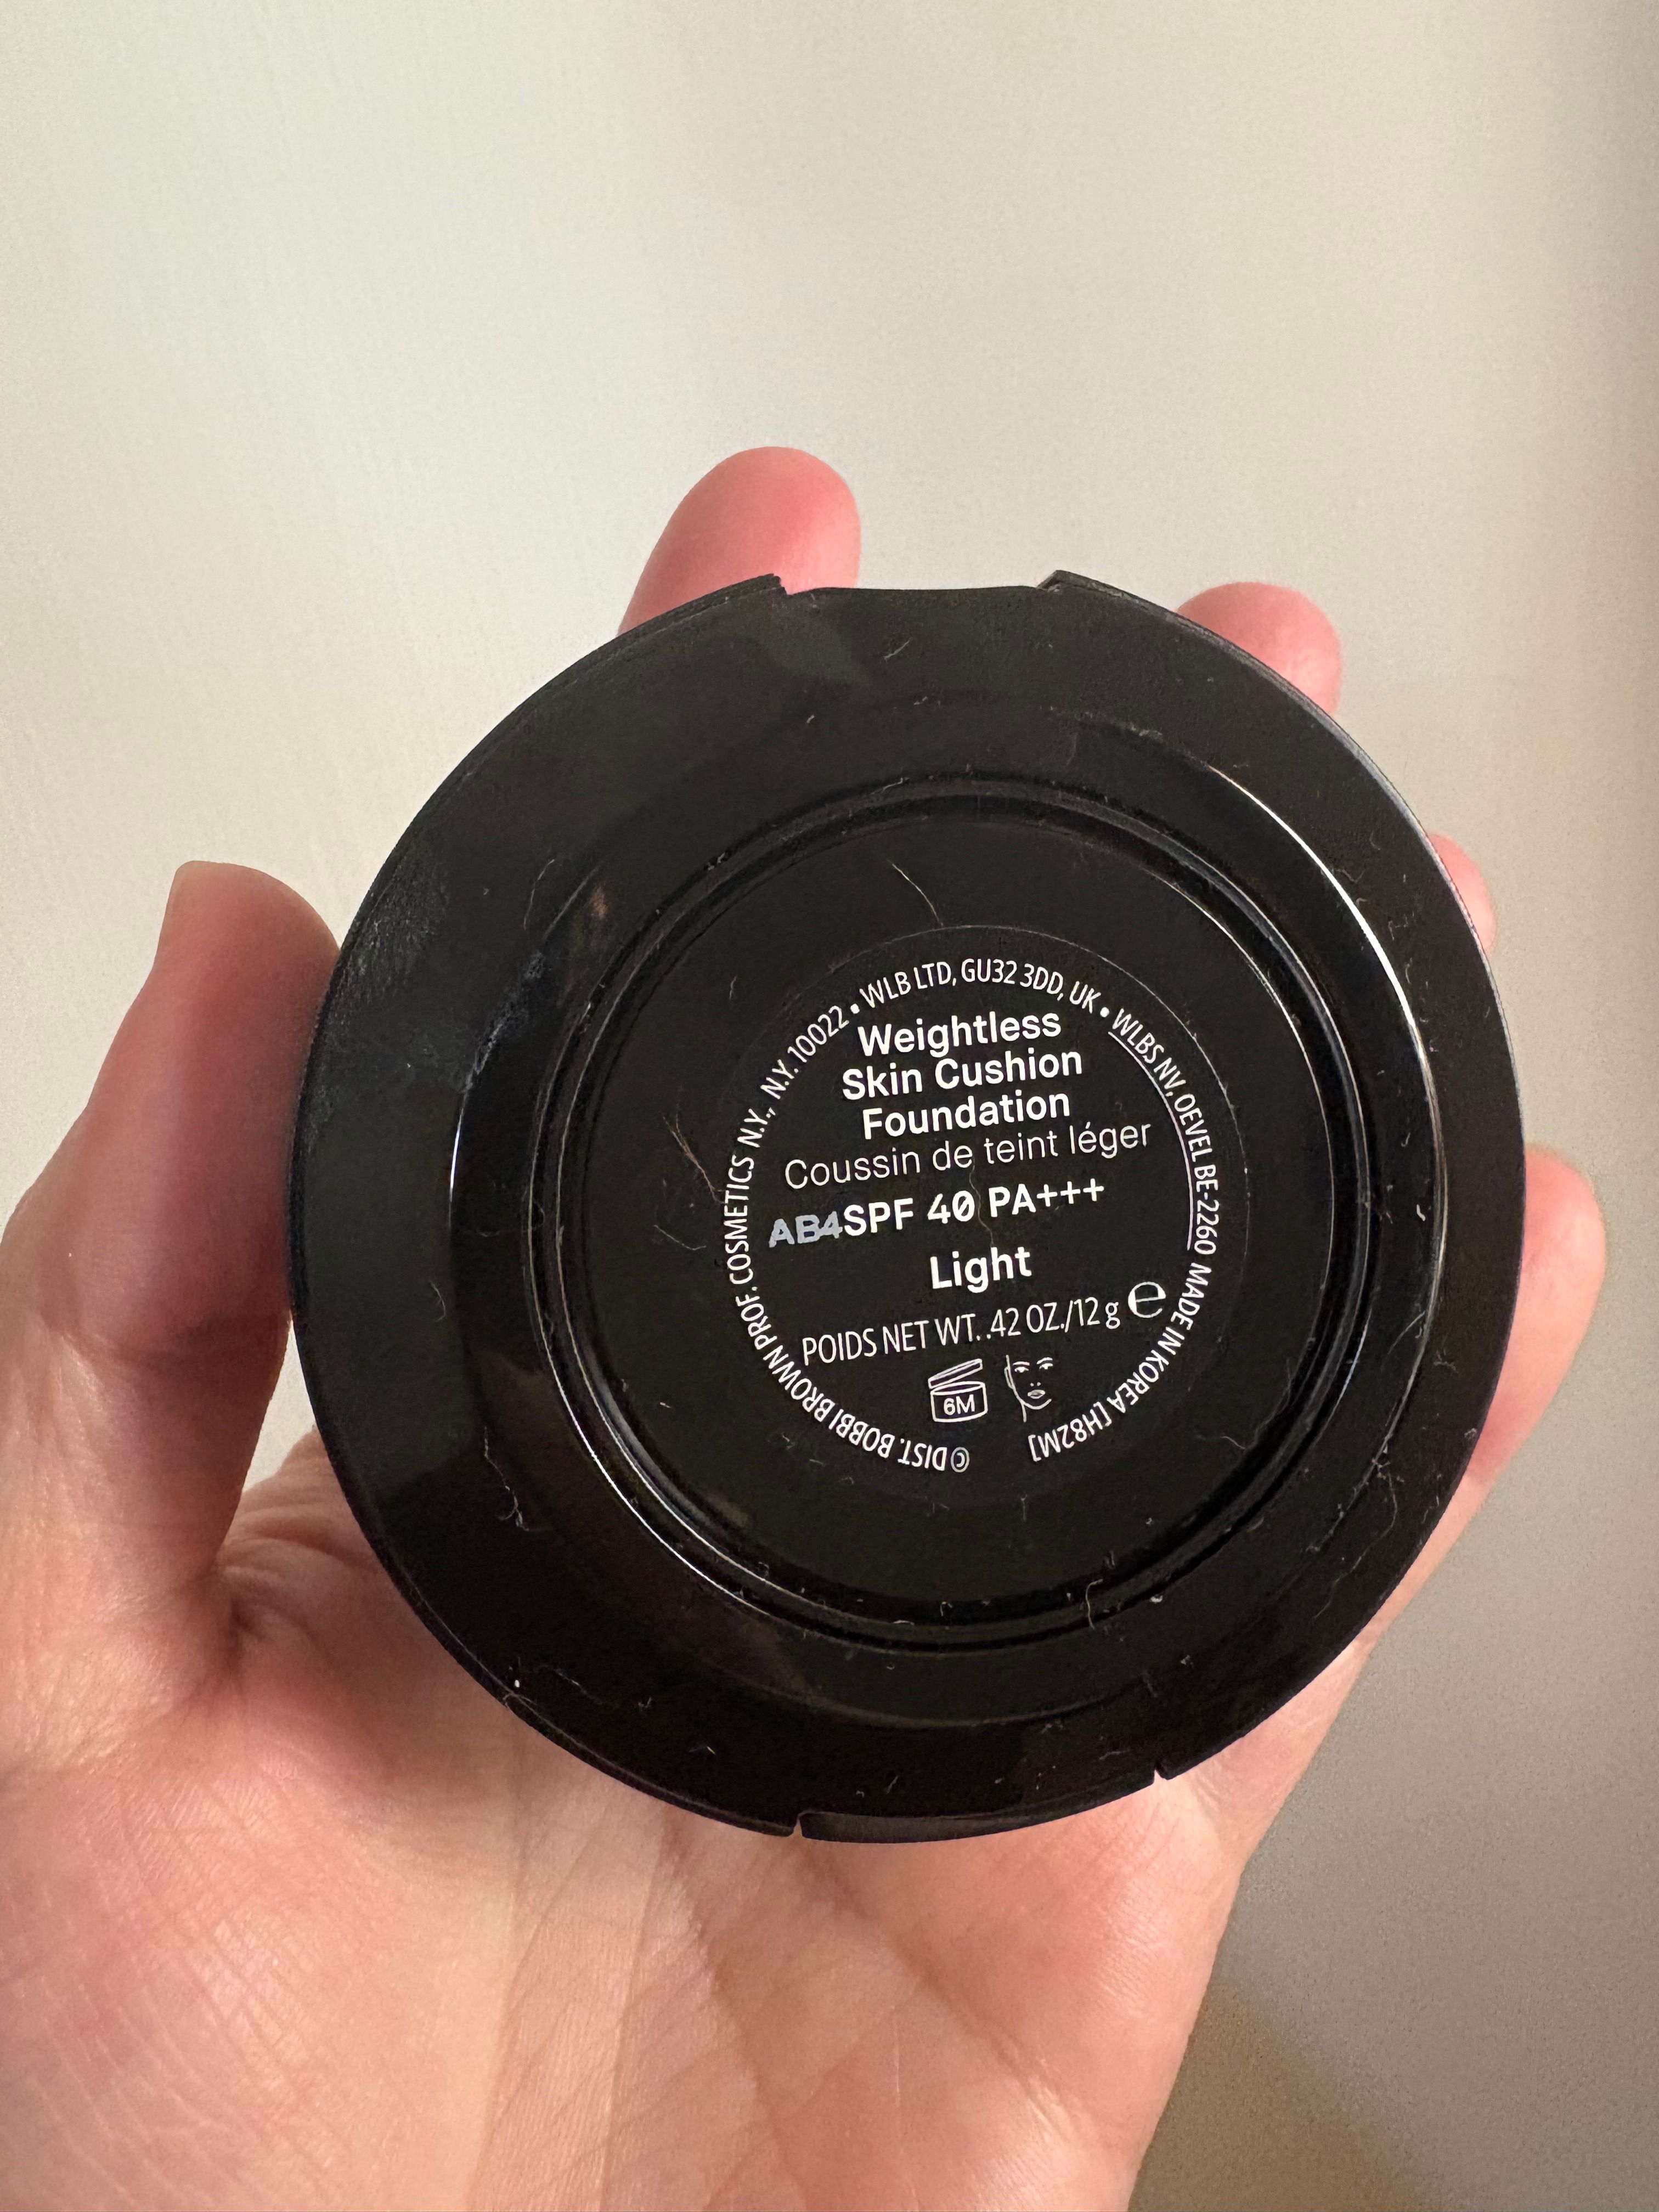 Weightless
Skin Cushion
Foundation
Coussin de teint léger
AB4 SPF 40 PA+++
Light
POIDS NET WT. .42 OZ./12 g e
6M
© DIST. BOBBI BROWN PROF. COSMETICS N.Y., N.Y. 10022 • WLB LTD, GU32 3DD, UK • WLBS NV, OEVEL BE-2260 MADE IN KOREA [H82M]